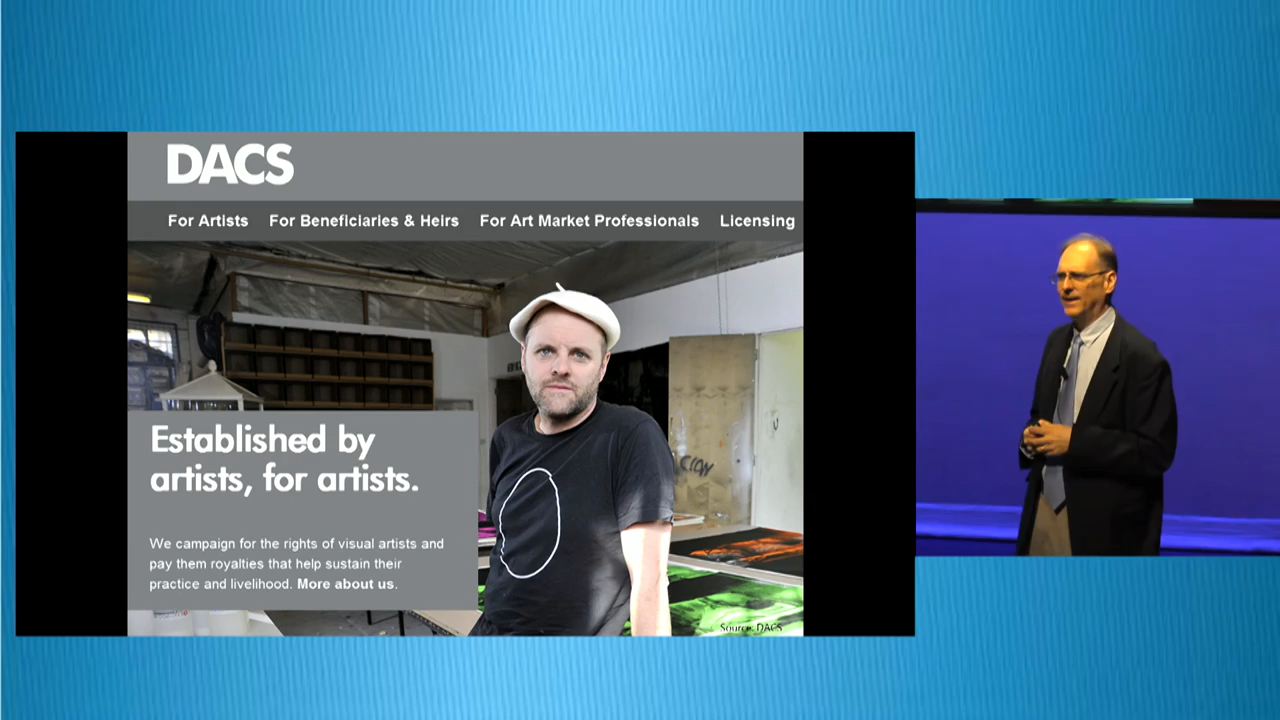 DACS
For Artists For Beneficiaries & Heirs For Art Market Professionals Licensing
Established by
artists, for artists.
We campaign for the rights of visual artists and
pay them royalties that help sustain their
practice and livelihood. More about us.
Source: DACS